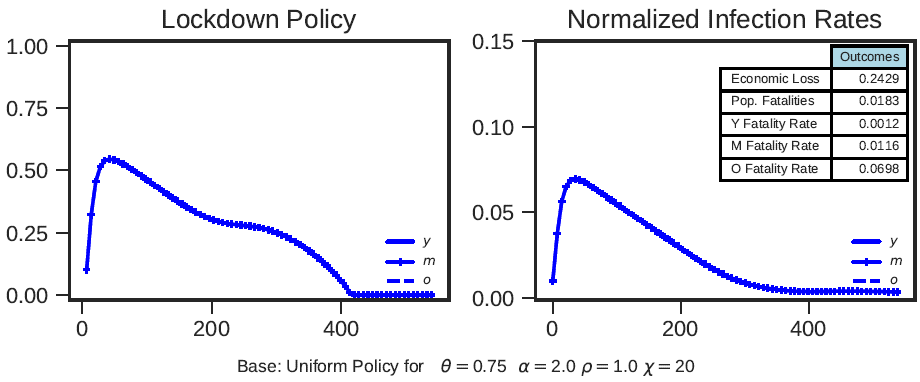 Lockdown Policy
1.00
0.75
0.50
0.25
0.00
0
200
400
y
m
o
Normalized Infection Rates
0.15
0.10
0.05
0.00
0
200
400
Outcomes
Economic Loss 0.2429
Pop. Fatalities 0.0183
Y Fatality Rate 0.0012
M Fatality Rate 0.0116
O Fatality Rate 0.0698
y
m
o
Base: Uniform Policy for θ = 0.75 α = 2.0 ρ = 1.0 χ = 20